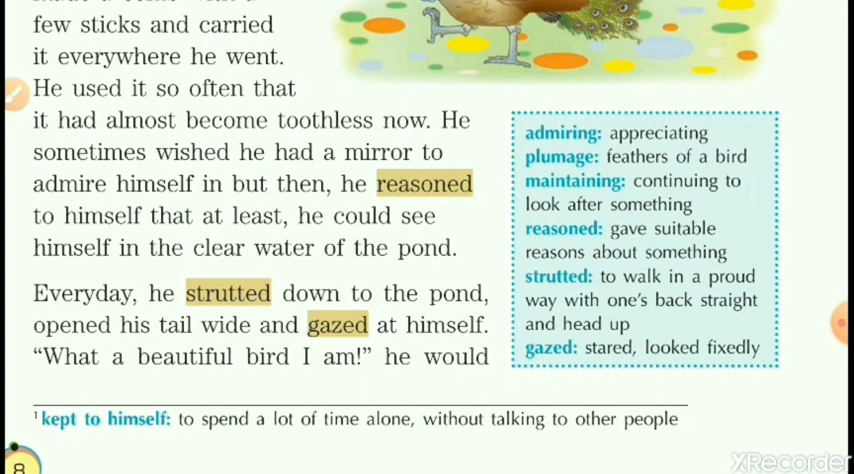 few sticks and carried
it everywhere he went.
He used it so often that
it had almost become toothless now. He
sometimes wished he had a mirror to
admire himself in but then, he reasoned
to himself that at least, he could see
himself in the clear water of the pond.
Everyday, he strutted down to the pond,
opened his tail wide and gazed at himself.
“What a beautiful bird I am!” he would
admiring: appreciating
plumage: feathers of a bird
maintaining: continuing to
look after something
reasoned: gave suitable
reasons about something
strutted: to walk in a proud
way with one’s back straight
and head up
gazed: stared, looked fixedly
¹kept to himself: to spend a lot of time alone, without talking to other people
8
XRecorder